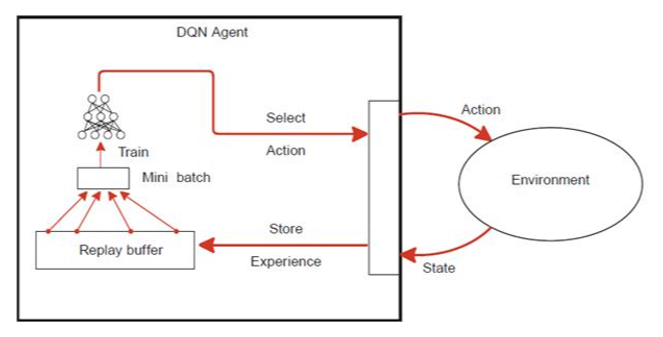 DQN Agent
Select
Action
Action
Train
Mini batch
Environment
Store
Replay buffer
Experience
State